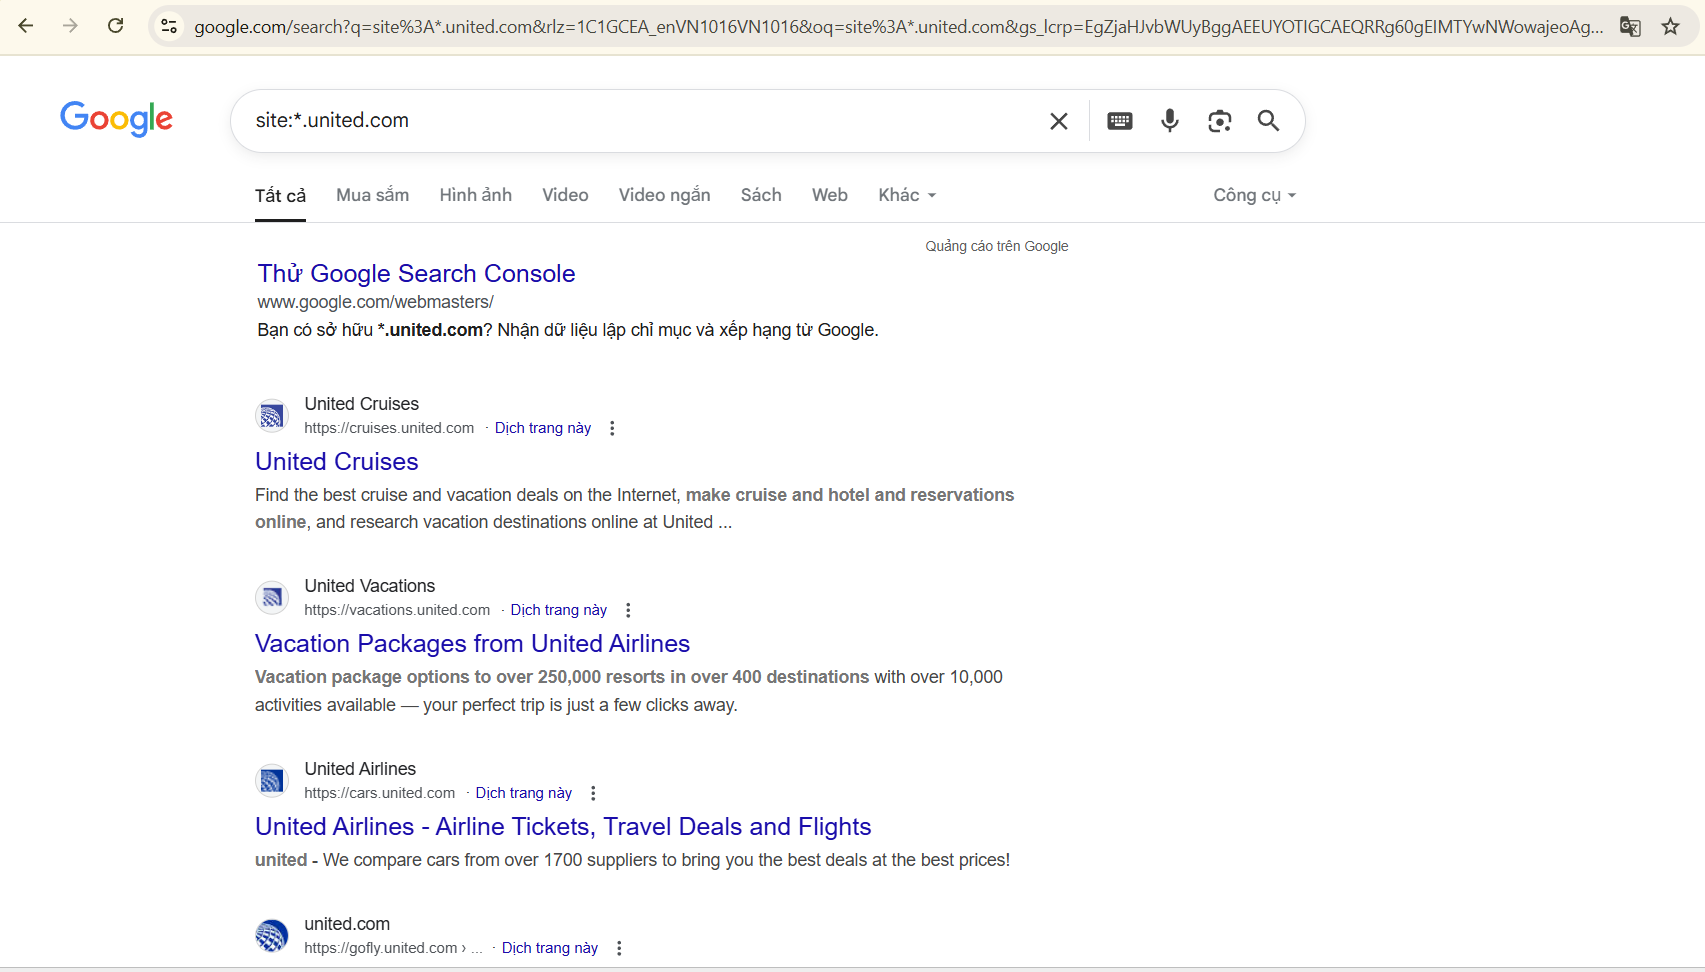 google.com/search?q=site%3A*.united.com&rlz=1C1GCEA_enVN1016VN1016&oq=site%3A*.united.com&gs_lcrp=EgZjaHJvbWUyBggAEEUYOTIGCAEQRRg60gEIMTYwNWowajeoAg...
Google
site:*.united.com
Tất cả Mua sắm Hình ảnh Video Video ngắn Sách Web Khác Công cụ
Quảng cáo trên Google
Thử Google Search Console
www.google.com/webmasters/
Bạn có sở hữu *.united.com? Nhận dữ liệu lập chỉ mục và xếp hạng từ Google.
United Cruises
https://cruises.united.com · Dịch trang này
United Cruises
Find the best cruise and vacation deals on the Internet, make cruise and hotel and reservations
online, and research vacation destinations online at United ...
United Vacations
https://vacations.united.com · Dịch trang này
Vacation Packages from United Airlines
Vacation package options to over 250,000 resorts in over 400 destinations with over 10,000
activities available — your perfect trip is just a few clicks away.
United Airlines
https://cars.united.com · Dịch trang này
United Airlines - Airline Tickets, Travel Deals and Flights
united - We compare cars from over 1700 suppliers to bring you the best deals at the best prices!
united.com
https://gofly.united.com › ... · Dịch trang này